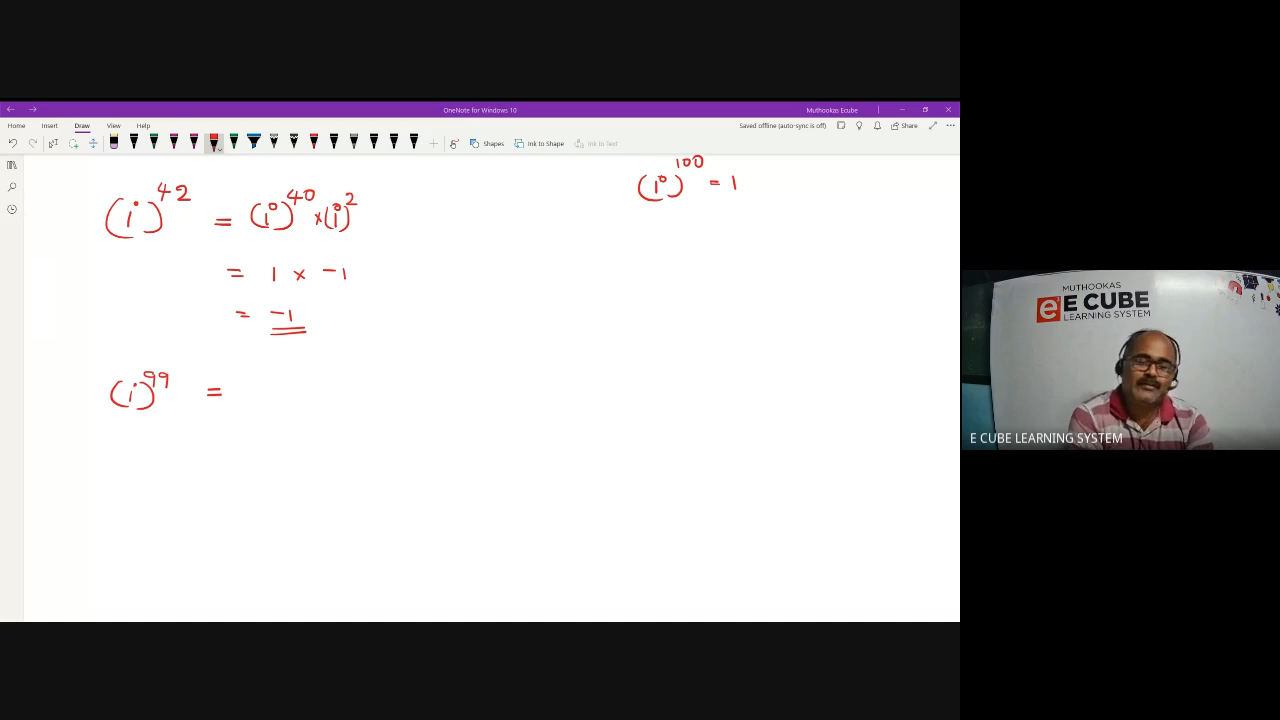 OneNote for Windows 10
Muthookas Ecube
Home Insert Draw View Help
Saved offline (auto-sync is off)
Share
Shapes
Ink to Shape
Ink to Text
(i)^100 = 1
(i)^42 = (i)^40 × (i)^2
= 1 × -1
= -1
(i)^99 =
MUTHOOKAS
e E CUBE
LEARNING SYSTEM
E CUBE LEARNING SYSTEM